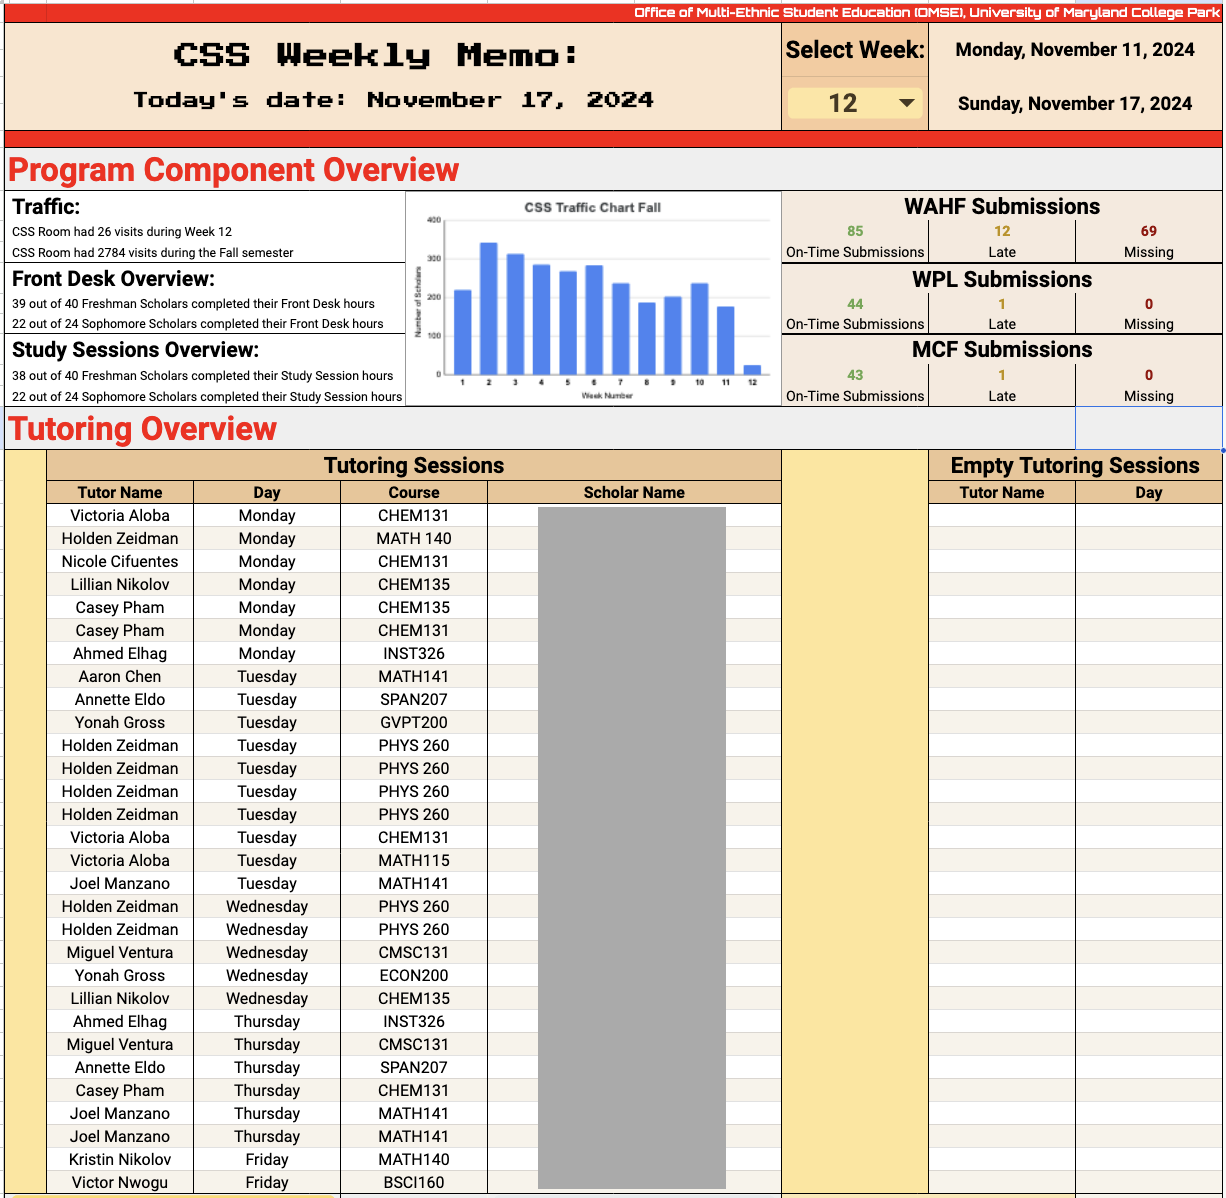 Office of Multi-Ethnic Student Education (OMSE), University of Maryland College Park
CSS Weekly Memo:
Today's date: November 17, 2024
Select Week:
12
Monday, November 11, 2024
Sunday, November 17, 2024
Program Component Overview
Traffic:
CSS Room had 26 visits during Week 12
CSS Room had 2784 visits during the Fall semester
Front Desk Overview:
39 out of 40 Freshman Scholars completed their Front Desk hours
22 out of 24 Sophomore Scholars completed their Front Desk hours
Study Sessions Overview:
38 out of 40 Freshman Scholars completed their Study Session hours
22 out of 24 Sophomore Scholars completed their Study Session hours
CSS Traffic Chart Fall
Number of Scholars
400
300
200
100
0
1 2 3 4 5 6 7 8 9 10 11 12
Week Number
WAHF Submissions
85 12 69
On-Time Submissions Late Missing
WPL Submissions
44 1 0
On-Time Submissions Late Missing
MCF Submissions
43 1 0
On-Time Submissions Late Missing
Tutoring Overview
Tutoring Sessions
Tutor Name Day Course Scholar Name
Victoria Aloba Monday CHEM131
Holden Zeidman Monday MATH 140
Nicole Cifuentes Monday CHEM131
Lillian Nikolov Monday CHEM135
Casey Pham Monday CHEM135
Casey Pham Monday CHEM131
Ahmed Elhag Monday INST326
Aaron Chen Tuesday MATH141
Annette Eldo Tuesday SPAN207
Yonah Gross Tuesday GVPT200
Holden Zeidman Tuesday PHYS 260
Holden Zeidman Tuesday PHYS 260
Holden Zeidman Tuesday PHYS 260
Holden Zeidman Tuesday PHYS 260
Victoria Aloba Tuesday CHEM131
Victoria Aloba Tuesday MATH115
Joel Manzano Tuesday MATH141
Holden Zeidman Wednesday PHYS 260
Holden Zeidman Wednesday PHYS 260
Miguel Ventura Wednesday CMSC131
Yonah Gross Wednesday ECON200
Lillian Nikolov Wednesday CHEM135
Ahmed Elhag Thursday INST326
Miguel Ventura Thursday CMSC131
Annette Eldo Thursday SPAN207
Casey Pham Thursday CHEM131
Joel Manzano Thursday MATH141
Joel Manzano Thursday MATH141
Kristin Nikolov Friday MATH140
Victor Nwogu Friday BSCI160
Empty Tutoring Sessions
Tutor Name Day